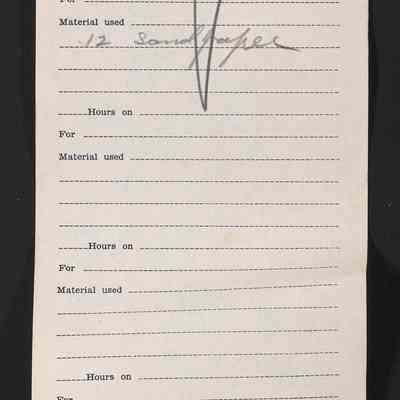 For
Material used
.12 Sandpaper
Hours on
For
Material used
Hours on
For
Material used
Hours on
For